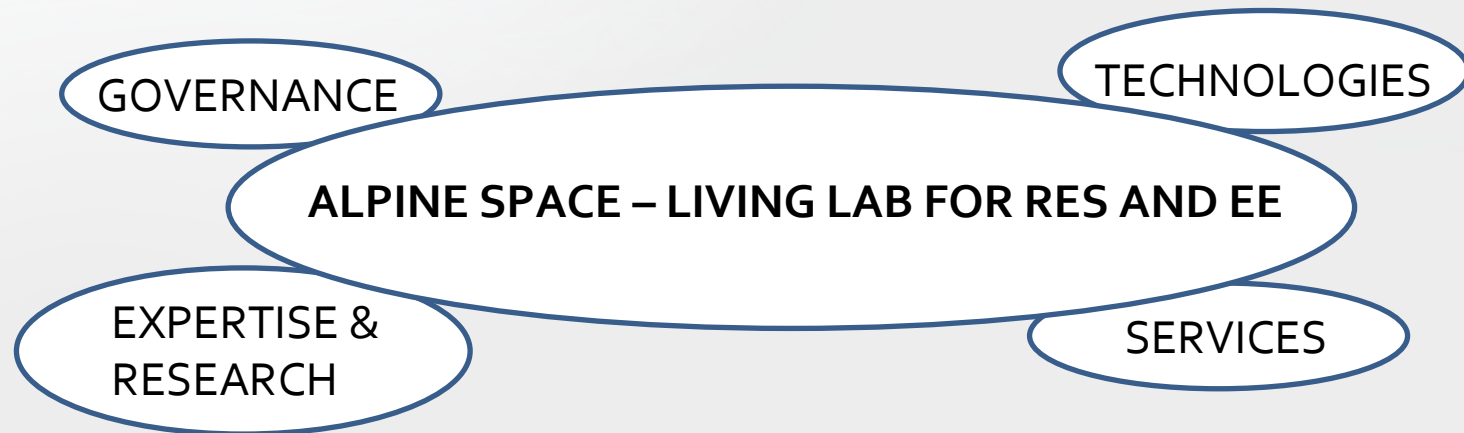 GOVERNANCE
TECHNOLOGIES
ALPINE SPACE – LIVING LAB FOR RES AND EE
EXPERTISE &
RESEARCH
SERVICES